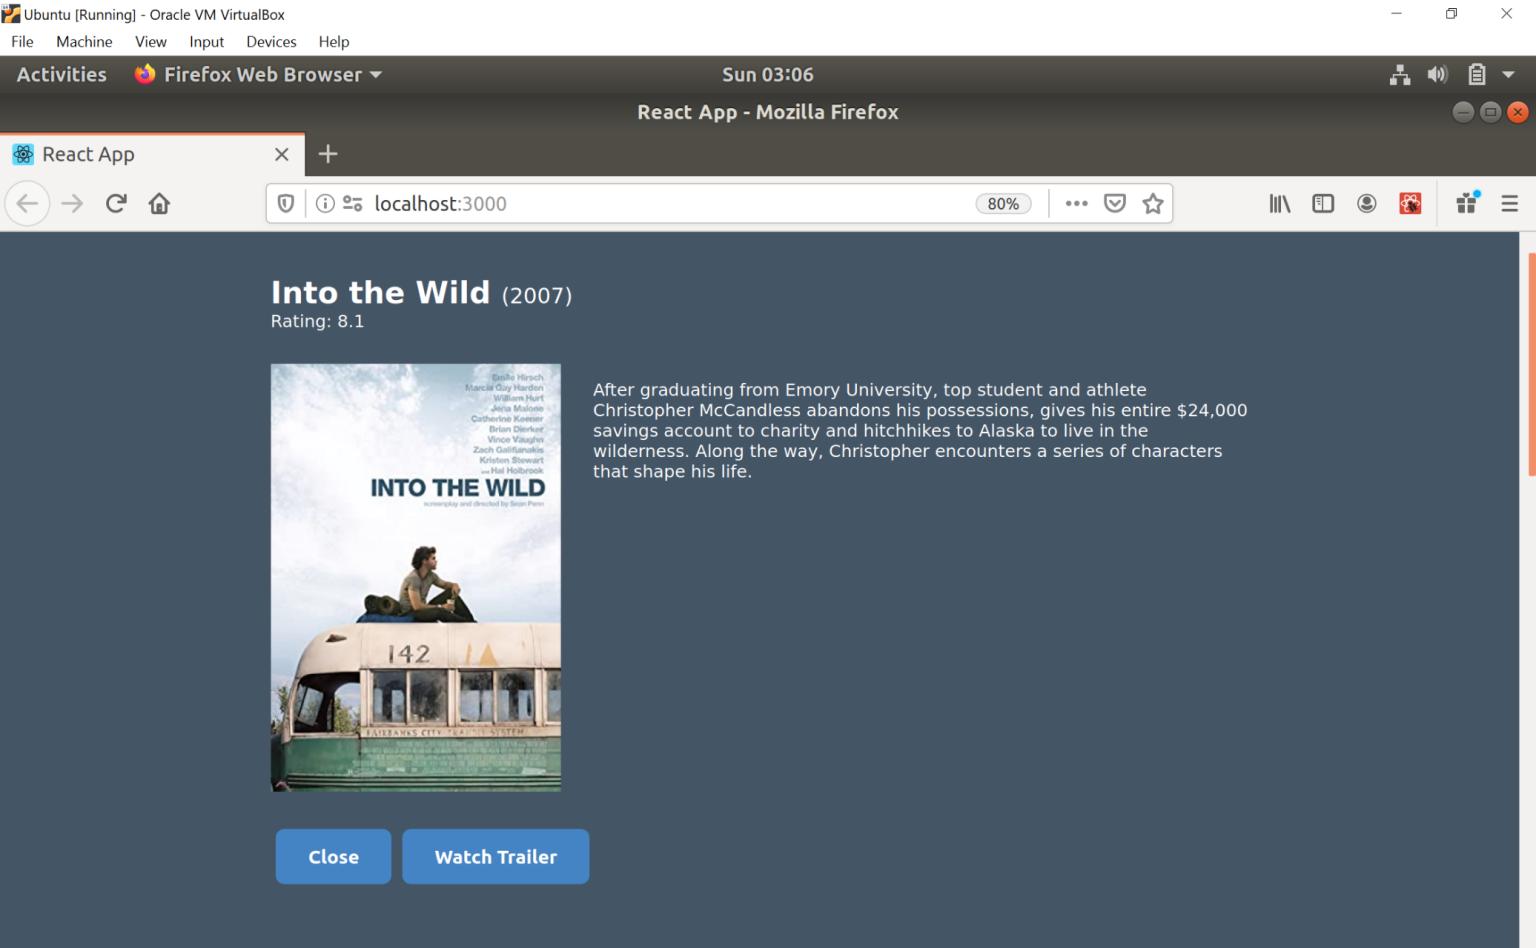 Ubuntu [Running] - Oracle VM VirtualBox
File Machine View Input Devices Help
Activities Firefox Web Browser Sun 03:06
React App - Mozilla Firefox
React App
localhost:3000 80%
Into the Wild (2007)
Rating: 8.1
Emile Hirsch
Marcia Gay Harden
William Hurt
Jena Malone
Catherine Keener
Brian Dierker
Vince Vaughn
Zach Galifianakis
Kristen Stewart
and Hal Holbrook
INTO THE WILD
screenplay and directed by Sean Penn
142
FAIRBANKS CITY TRANSIT SYSTEM
After graduating from Emory University, top student and athlete
Christopher McCandless abandons his possessions, gives his entire $24,000
savings account to charity and hitchhikes to Alaska to live in the
wilderness. Along the way, Christopher encounters a series of characters
that shape his life.
Close Watch Trailer